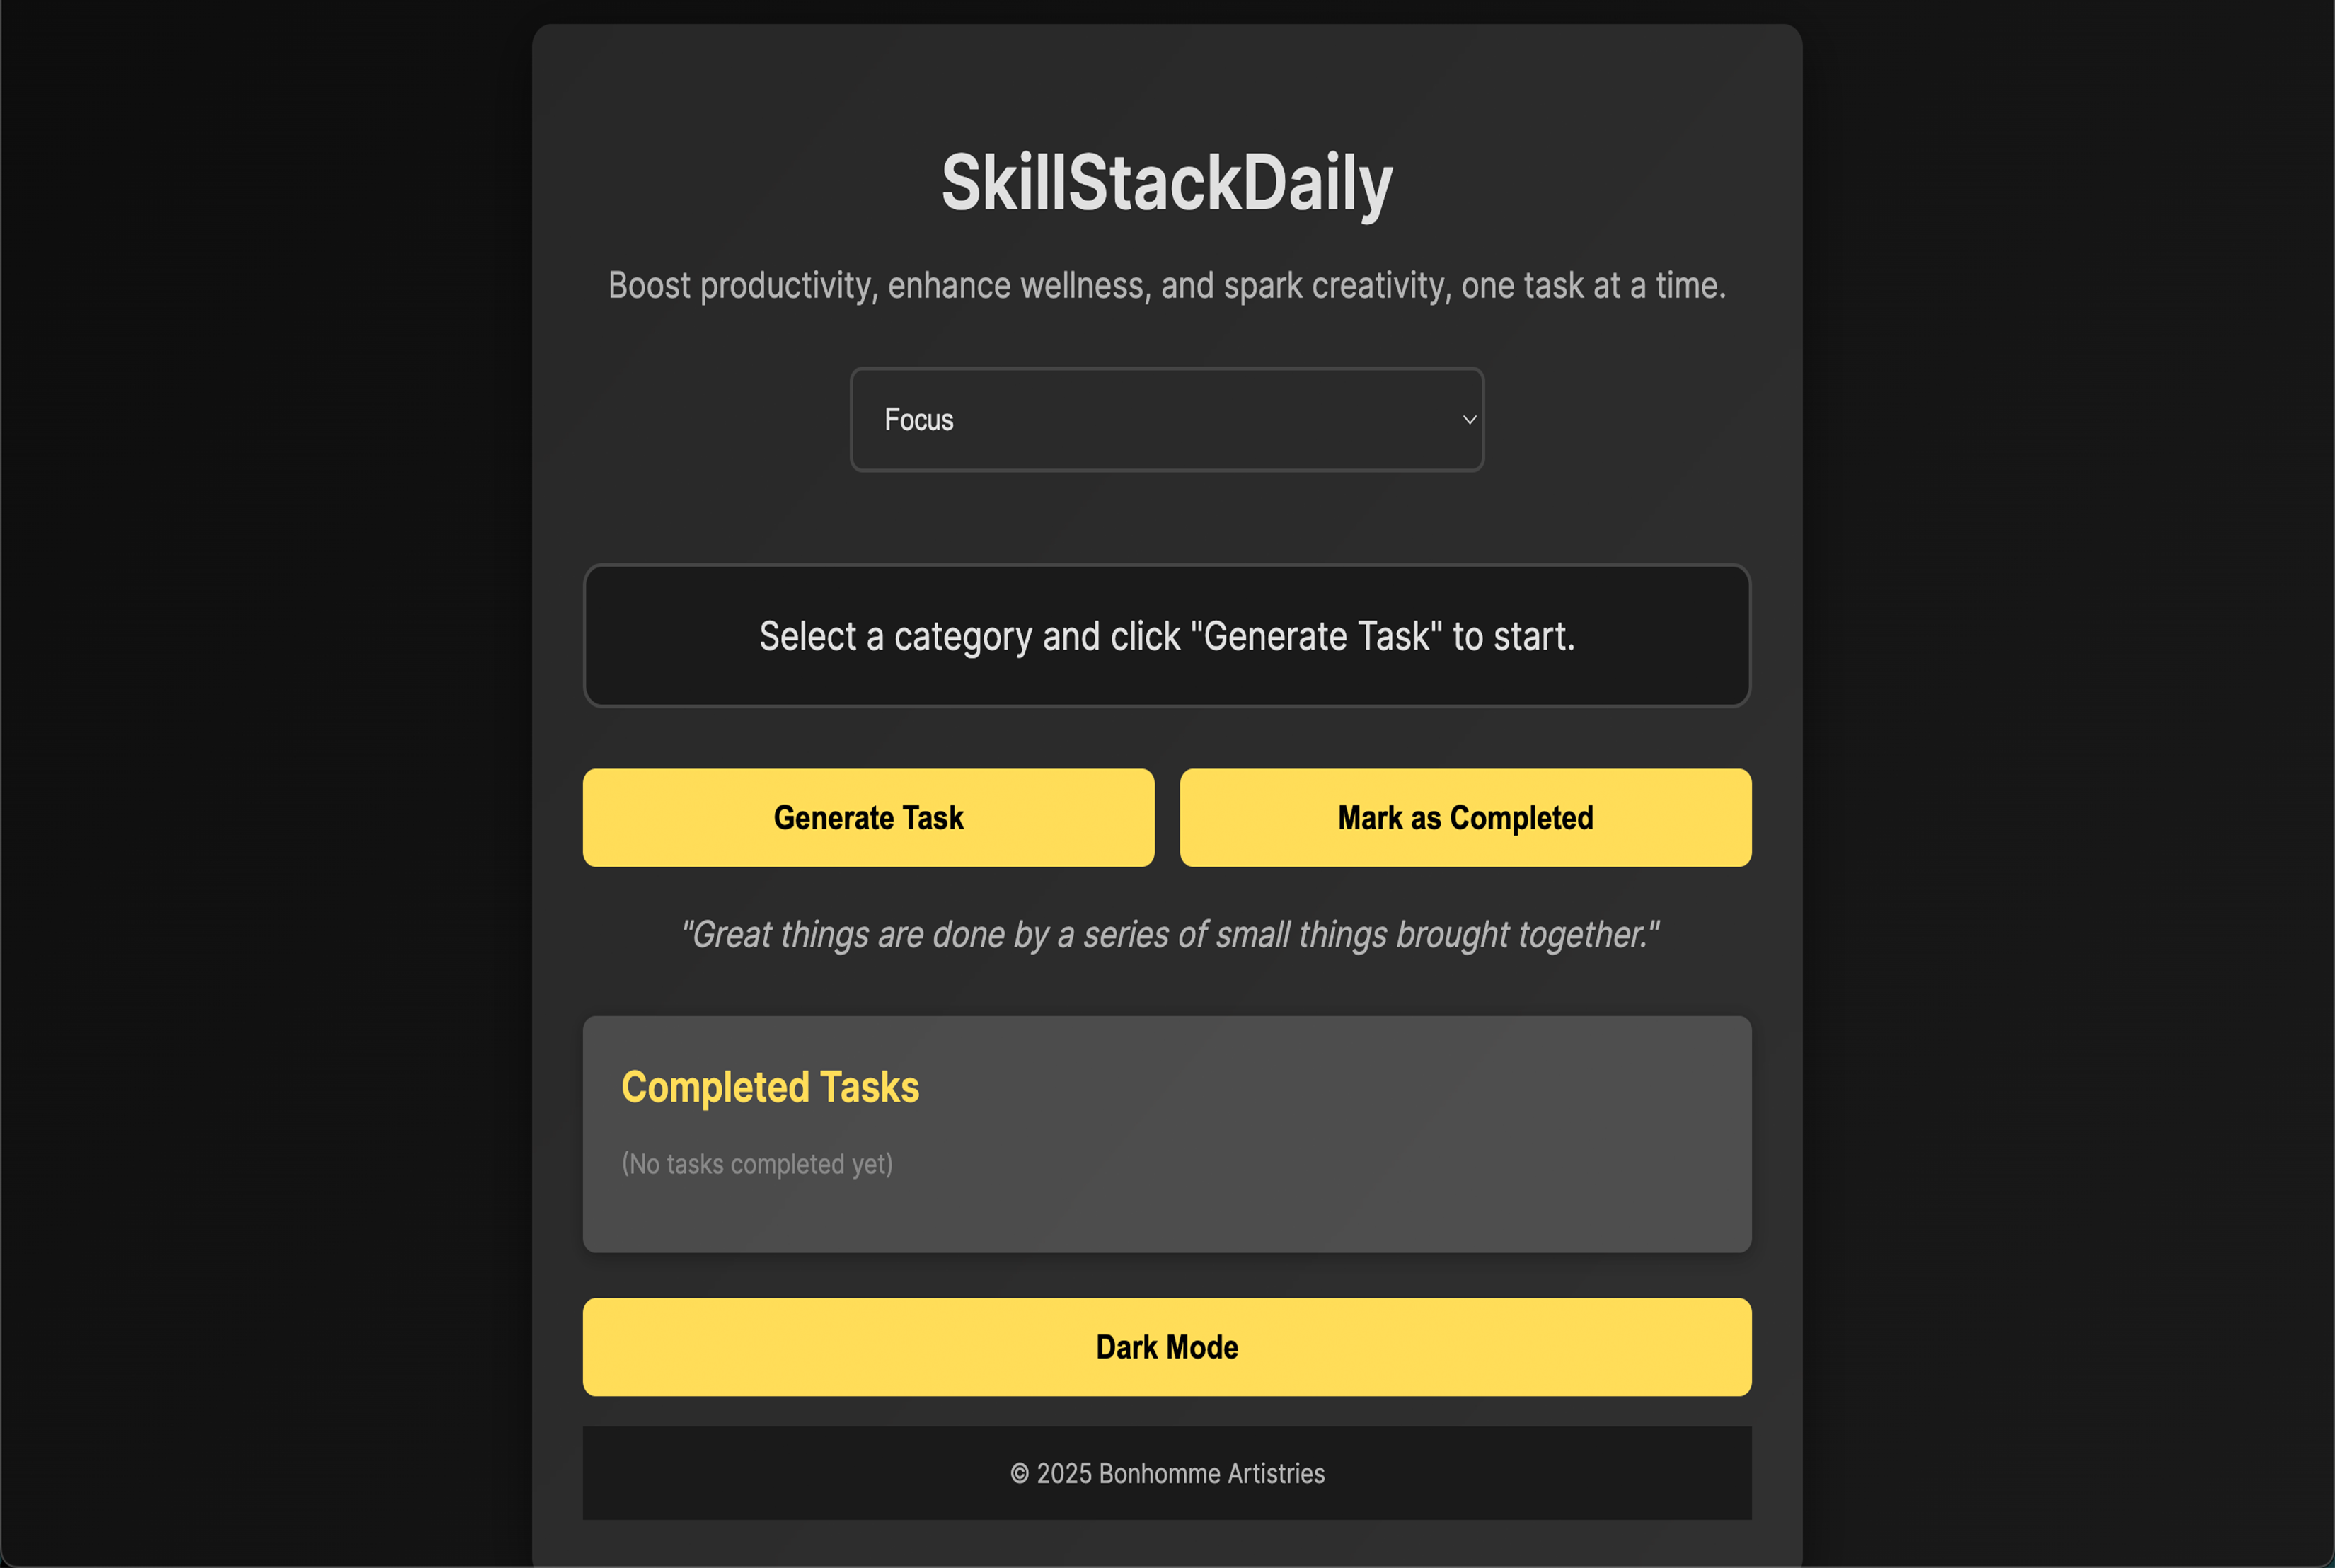 SkillStackDaily
Boost productivity, enhance wellness, and spark creativity, one task at a time.
Focus
Select a category and click "Generate Task" to start.
Generate Task
Mark as Completed
"Great things are done by a series of small things brought together."
Completed Tasks
(No tasks completed yet)
Dark Mode
© 2025 Bonhomme Artistries